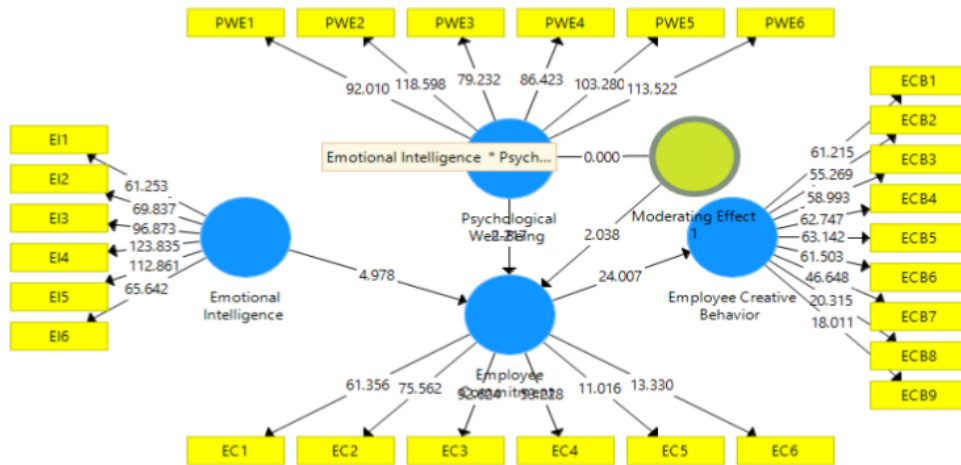 PWE1 PWE2 PWE3 PWE4 PWE5 PWE6
92.010 118.598 79.232 86.423 103.280 113.522
ECB1
ECB2
ECB3
ECB4
ECB5
ECB6
ECB7
ECB8
ECB9
61.215
55.269
58.993
62.747
63.142
61.503
46.648
20.315
18.011
EI1
EI2
EI3
EI4
EI5
EI6
61.253
69.837
96.873
123.835
112.861
65.642
Emotional Intelligence * Psych...
0.000
Psychological
Well-Being
Moderating Effect
1
2.038
4.978
24.007
Emotional
Intelligence
Employee Creative
Behavior
Employee
Commitment
61.356 75.562 11.016 13.330
EC1 EC2 EC3 EC4 EC5 EC6